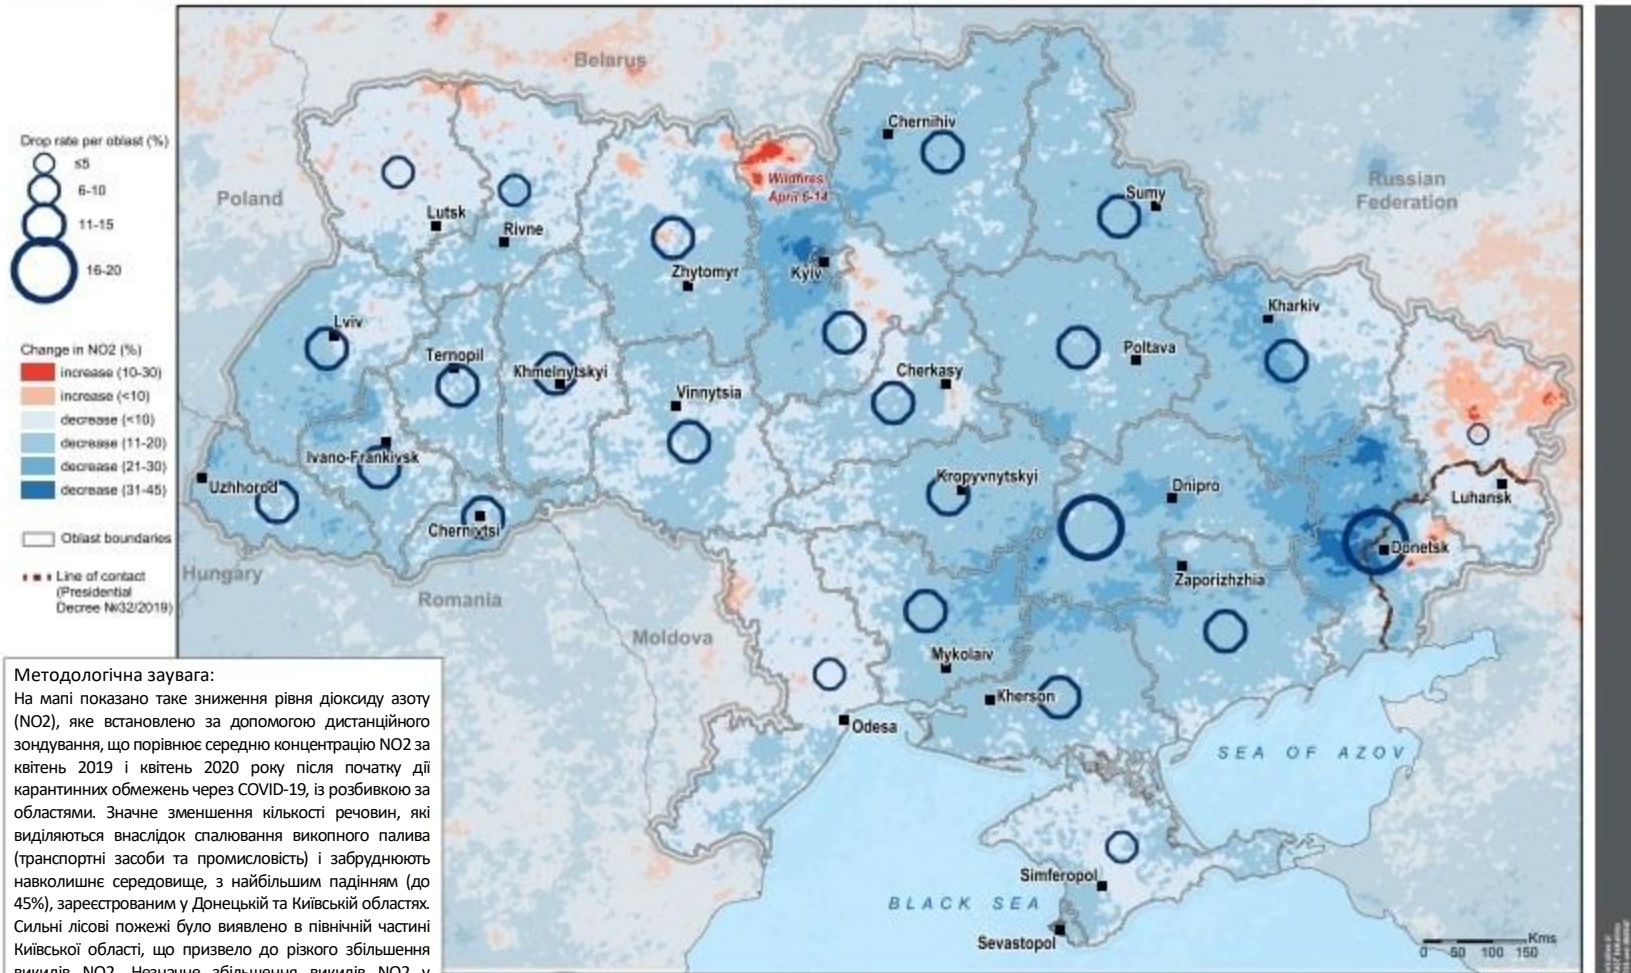 Drop rate per oblast (%)
≤5
6-10
11-15
16-20
Change in NO2 (%)
increase (10-30)
increase (<10)
decrease (<10)
decrease (11-20)
decrease (21-30)
decrease (31-45)
Oblast boundaries
Line of contact
(Presidential
Decree №32/2019)
Belarus
Poland
Russian
Federation
Hungary
Romania
Moldova
Chernihiv
Wildfires
April 6-14
Sumy
Lutsk
Rivne
Zhytomyr
Kyiv
Kharkiv
Lviv
Ternopil
Khmelnytskyi
Vinnytsia
Cherkasy
Poltava
Ivano-Frankivsk
Uzhhorod
Chernivtsi
Kropyvnytskyi
Dnipro
Luhansk
Donetsk
Zaporizhzhia
Mykolaiv
Kherson
Odesa
SEA OF AZOV
Simferopol
BLACK SEA
Sevastopol
Kms
0 50 100 150
Методологічна заувага:
На мапі показано таке зниження рівня діоксиду азоту
(NO2), яке встановлено за допомогою дистанційного
зондування, що порівнює середню концентрацію NO2 за
квітень 2019 і квітень 2020 року після початку дії
карантинних обмежень через COVID-19, із розбивкою за
областями. Значне зменшення кількості речовин, які
виділяються внаслідок спалювання викопного палива
(транспортні засоби та промисловість) і забруднюють
навколишнє середовище, з найбільшим падінням (до
45%), зареєстрованим у Донецькій та Київській областях.
Сильні лісові пожежі було виявлено в північній частині
Київської області, що призвело до різкого збільшення
викидів NO2. Незначне збільшення викидів NO2 у